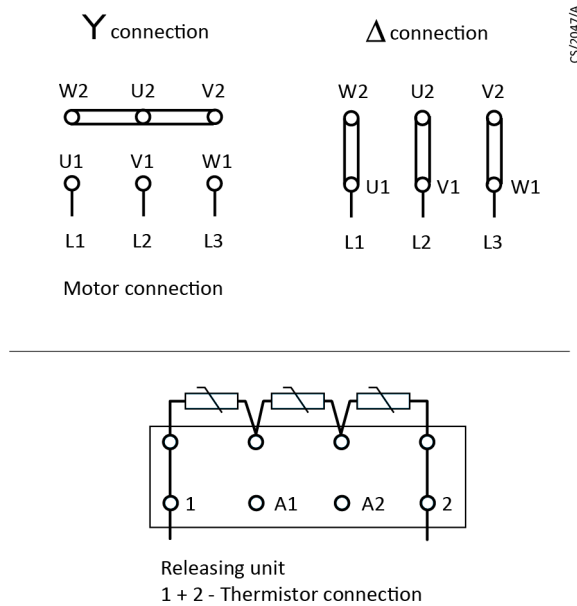 Y connection
Δ connection
CS/2047/A
W2 U2 V2
W2 U2 V2
U1 V1 W1
U1 V1 W1
L1 L2 L3
L1 L2 L3
Motor connection
1 A1 A2 2
Releasing unit
1 + 2 - Thermistor connection